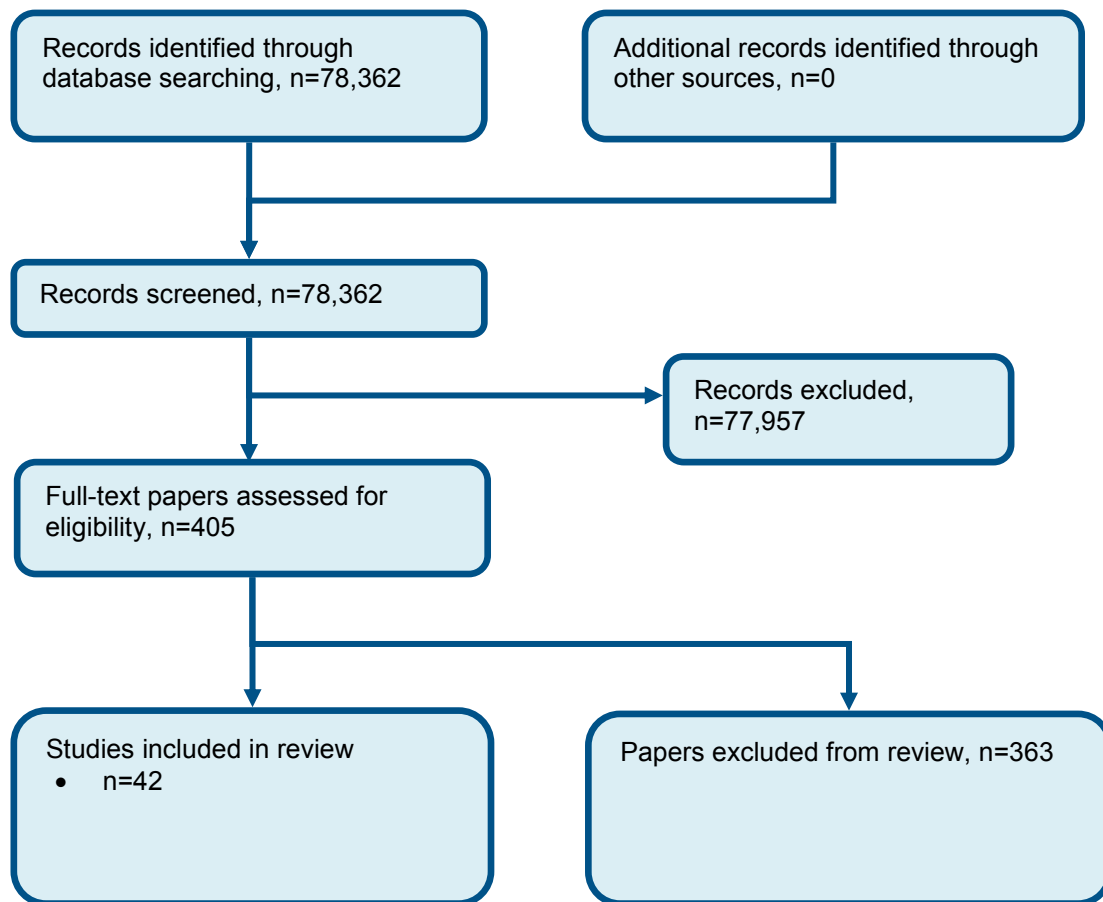 Records identified through
database searching, n=78,362
Additional records identified through
other sources, n=0
Records screened, n=78,362
Records excluded,
n=77,957
Full-text papers assessed for
eligibility, n=405
Studies included in review
• n=42
Papers excluded from review, n=363